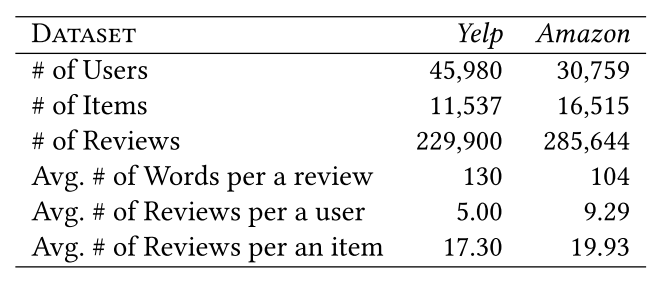 DATASET Yelp Amazon
# of Users 45,980 30,759
# of Items 11,537 16,515
# of Reviews 229,900 285,644
Avg. # of Words per a review 130 104
Avg. # of Reviews per a user 5.00 9.29
Avg. # of Reviews per an item 17.30 19.93